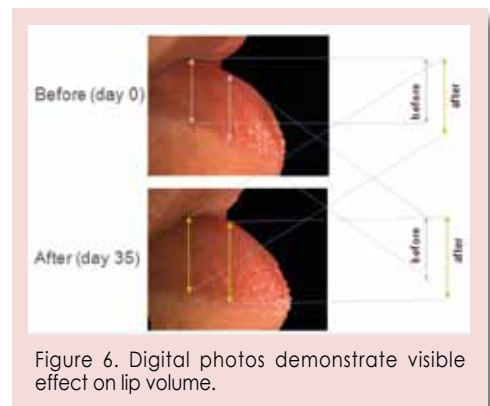 Before (day 0)
before
after
After (day 35)
before
after
Figure 6. Digital photos demonstrate visible
effect on lip volume.